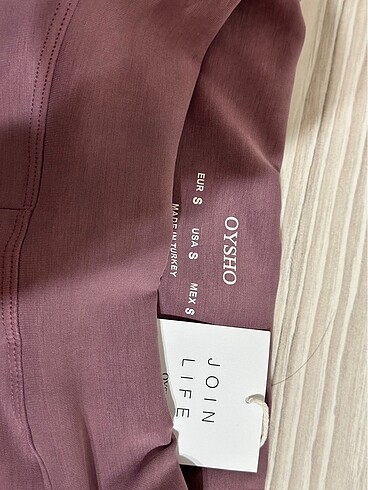 OYSHO
EUR S USA S MEX S
MADE IN TURKEY
JOIN
LIFE